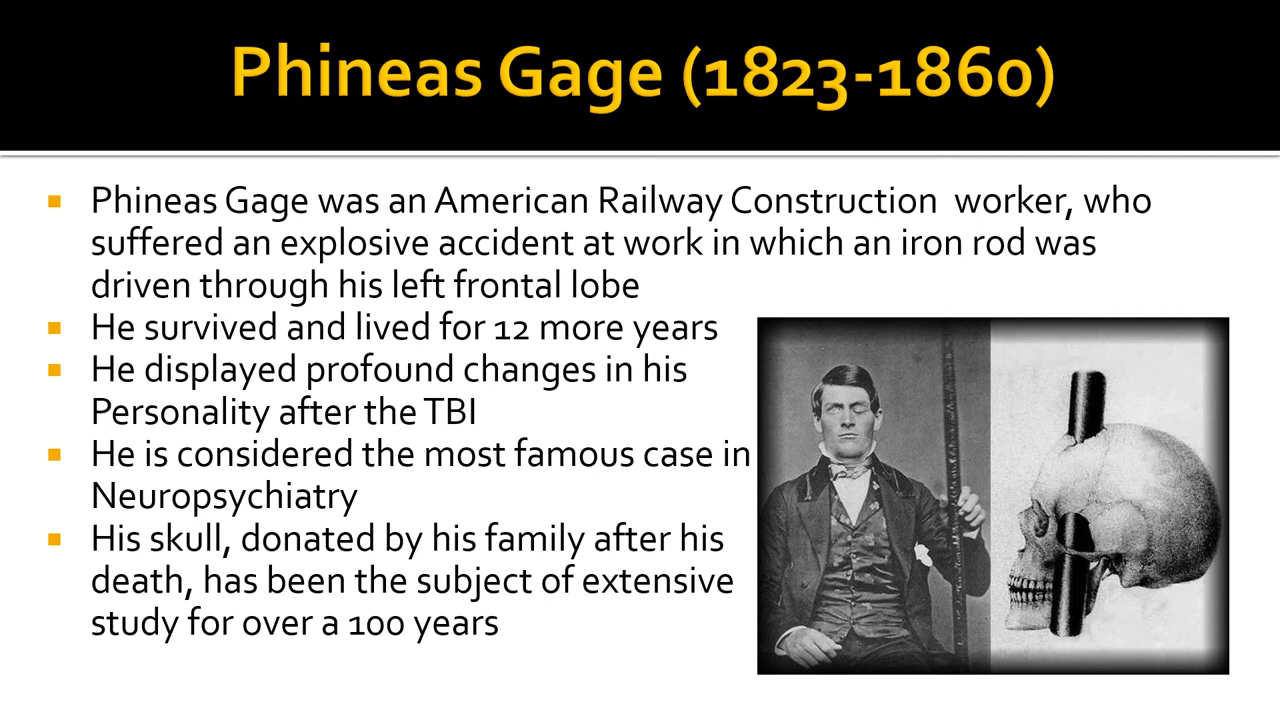 Phineas Gage (1823-1860)
Phineas Gage was an American Railway Construction worker, who
suffered an explosive accident at work in which an iron rod was
driven through his left frontal lobe
He survived and lived for 12 more years
He displayed profound changes in his
Personality after the TBI
He is considered the most famous case in
Neuropsychiatry
His skull, donated by his family after his
death, has been the subject of extensive
study for over a 100 years